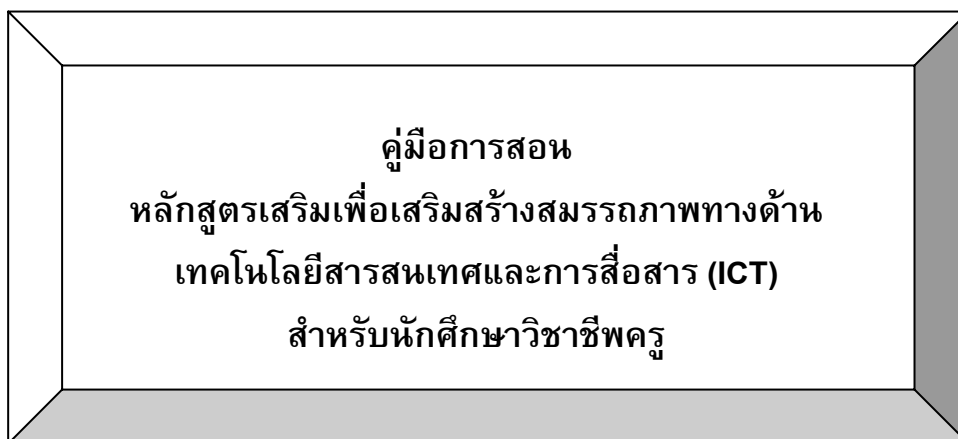 คู่มือการสอน
หลักสูตรเสริมเพื่อเสริมสร้างสมรรถภาพทางด้าน
เทคโนโลยีสารสนเทศและการสื่อสาร (ICT)
สำหรับนักศึกษาวิชาชีพครู